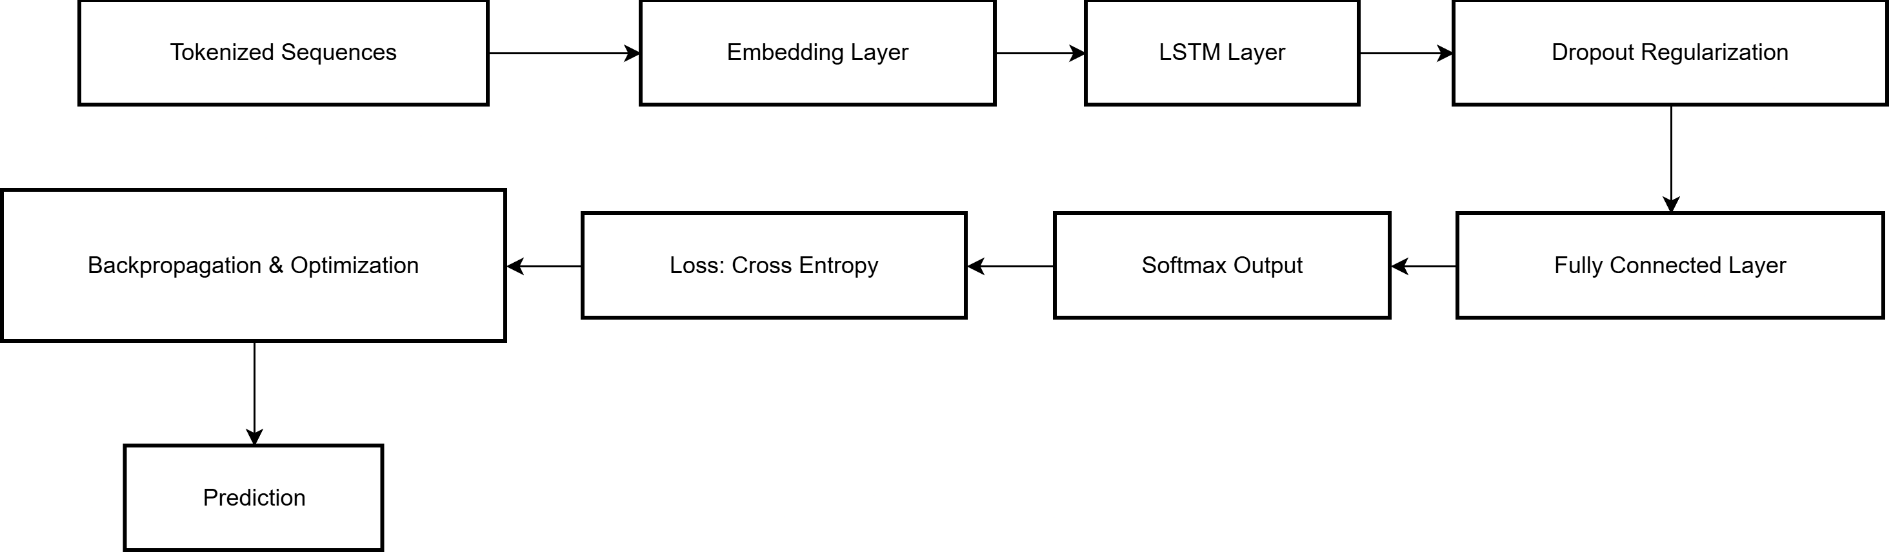 Tokenized Sequences
Embedding Layer
LSTM Layer
Dropout Regularization
Fully Connected Layer
Softmax Output
Loss: Cross Entropy
Backpropagation & Optimization
Prediction